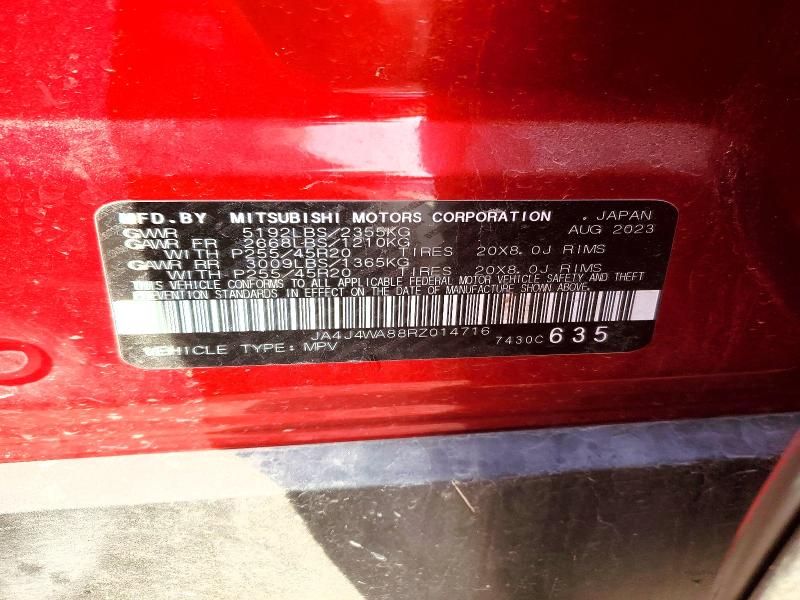 MFD.BY MITSUBISHI MOTORS CORPORATION . JAPAN
GVWR 5192LBS/2355KG AUG 2023
GAWR FR 2668LBS/1210KG
WITH P255/45R20 TIRES 20X8.0J RIMS
GAWR RR 3009LBS/1365KG
WITH P255/45R20 TIRES 20X8.0J RIMS
THIS VEHICLE CONFORMS TO ALL APPLICABLE FEDERAL MOTOR VEHICLE SAFETY AND THEFT
PREVENTION STANDARDS IN EFFECT ON THE DATE OF MANUFACTURE SHOWN ABOVE.
JA4J4WA88RZ014716
VEHICLE TYPE: MPV 7430C 635